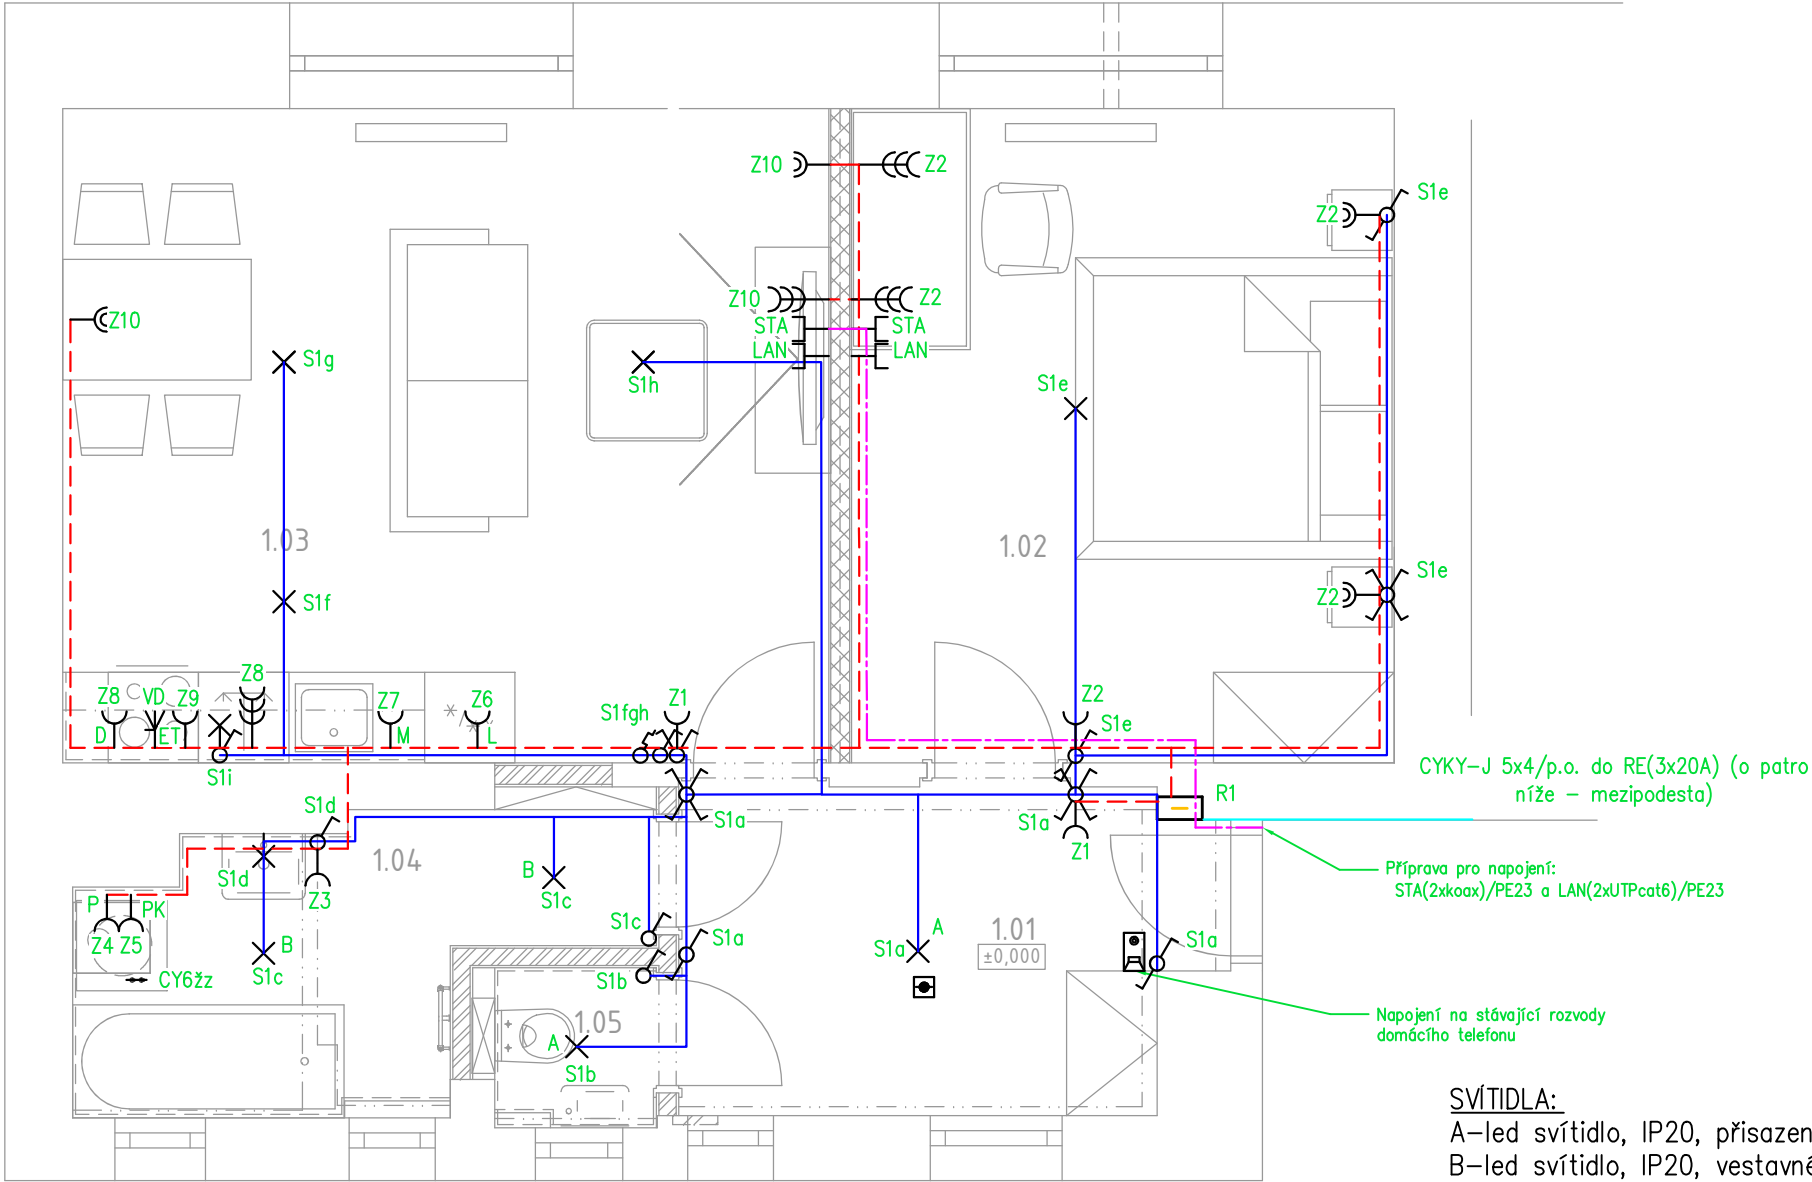 Z10
Z2
S1e
Z2
Z10
Z2
Z10
STA
STA
LAN
LAN
S1g
S1h
S1e
1.03
1.02
S1e
Z2
S1f
Z8
Z8
VD
Z9
Z7
Z6
Z1
Z2
S1fgh
S1e
D
ET
M
L
S1i
CYKY-J 5x4/p.o. do RE(3x20A) (o patro
níže - mezipodesta)
R1
S1d
S1a
S1a
Z1
1.04
S1d
B
S1c
Z3
Příprava pro napojení:
STA(2xkoax)/PE23 a LAN(2xUTPcat6)/PE23
P
PK
Z4
Z5
S1c
S1a
A
S1a
1.01
±0,000
S1a
B
S1c
S1b
CY6žz
Napojení na stávající rozvody
domácího telefonu
1.05
A
S1b
SVÍTIDLA:
A-led svítidlo, IP20, přisazen
B-led svítidlo, IP20, vestavné